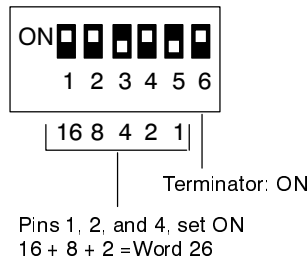 ON
1 2 3 4 5 6
16 8 4 2 1
Terminator: ON
Pins 1, 2, and 4, set ON
16 + 8 + 2 =Word 26